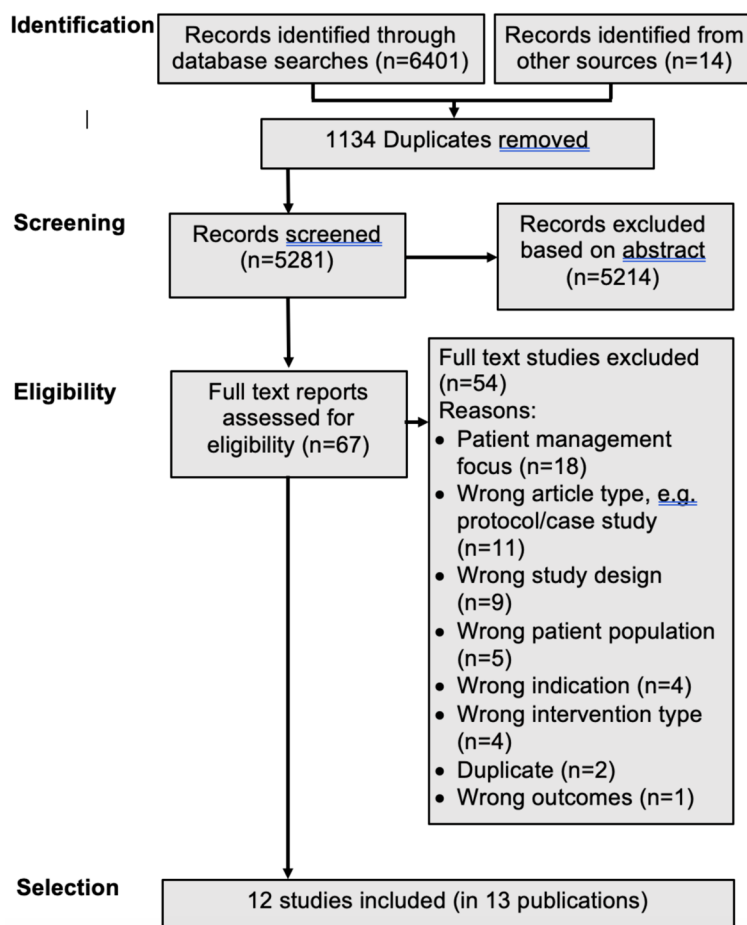 Identification
Records identified through
database searches (n=6401)
Records identified from
other sources (n=14)
1134 Duplicates removed
Screening
Records screened
(n=5281)
Records excluded
based on abstract
(n=5214)
Eligibility
Full text reports
assessed for
eligibility (n=67)
Full text studies excluded
(n=54)
Reasons:
• Patient management
focus (n=18)
• Wrong article type, e.g.
protocol/case study
(n=11)
• Wrong study design
(n=9)
• Wrong patient population
(n=5)
• Wrong indication (n=4)
• Wrong intervention type
(n=4)
• Duplicate (n=2)
• Wrong outcomes (n=1)
Selection
12 studies included (in 13 publications)